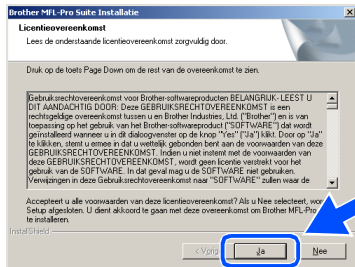 Brother MFL-Pro Suite Installatie
Licentieovereenkomst
Lees de onderstaande licentieovereenkomst zorgvuldig door.
Druk op de toets Page Down om de rest van de overeenkomst te zien.
Gebruiksrechtovereenkomst voor Brother-softwareproducten BELANGRIJK- LEEST U
DIT AANDACHTIG DOOR: Deze GEBRUIKSRECHTOVEREENKOMST is een
rechtsgeldige overeenkomst tussen u en Brother Industries, Ltd. ("Brother") en is van
toepassing op het gebruik van het Brother-softwareproduct ("SOFTWARE") dat wordt
geïnstalleerd wanneer u in dit dialoogvenster op de knop "Yes" ("Ja") klikt. Door op "Ja"
te klikken, stemt u ermee in dat u wettelijk gebonden bent aan de voorwaarden van deze
GEBRUIKSRECHTOVEREENKOMST. Indien u niet instemt met de voorwaarden van
deze GEBRUIKSRECHTOVEREENKOMST, wordt geen licentie verstrekt voor het
gebruik van de SOFTWARE. In dat geval mag u de SOFTWARE niet gebruiken.
Verwijzingen in deze Gebruiksrechtovereenkomst naar "SOFTWARE" zullen waar de
Accepteert u alle voorwaarden van deze licentieovereenkomst? Als u Nee selecteert, wor
Setup afgesloten. U dient akkoord te gaan met deze overeenkomst om Brother MFL-Pro
te installeren.
InstallShield
< Vorig
Ja
Nee